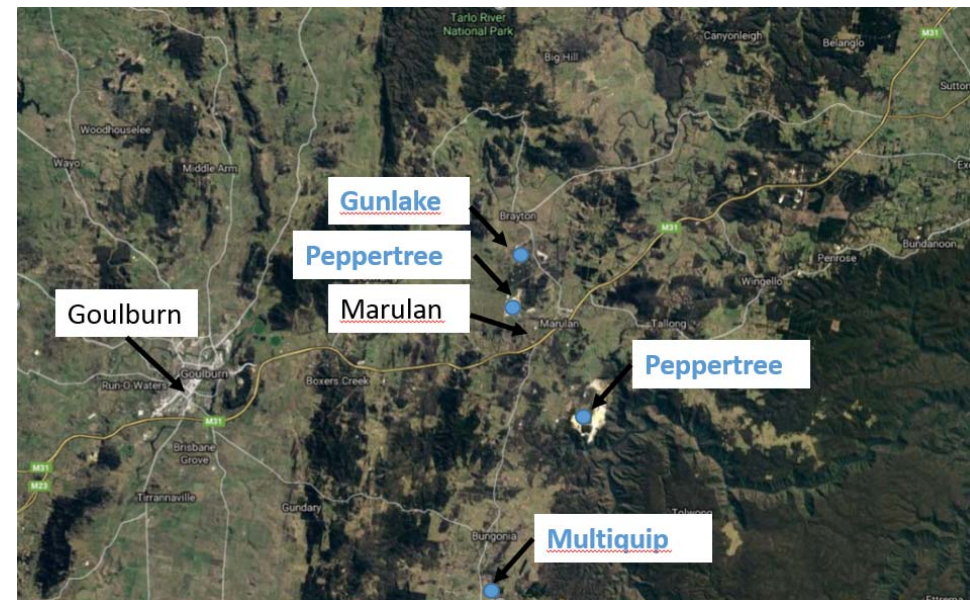 Tarlo River
National Park
Canyonleigh
M31
Belanglo
Big Hill
Sutton
Woodhouselee
Wayo
Middle Arm
Gunlake
Brayton
M31
Peppertree
Bundanoon
Penrose
Wingello
Goulburn
Marulan
Marulan
Tallong
Peppertree
Goulburn
Run-O-Waters
Boxers Creek
M31
Brisbane
Grove
M31
M23
Tirrannaville
Gundary
Tolwong
Bungonia
Multiquip
Ettrema